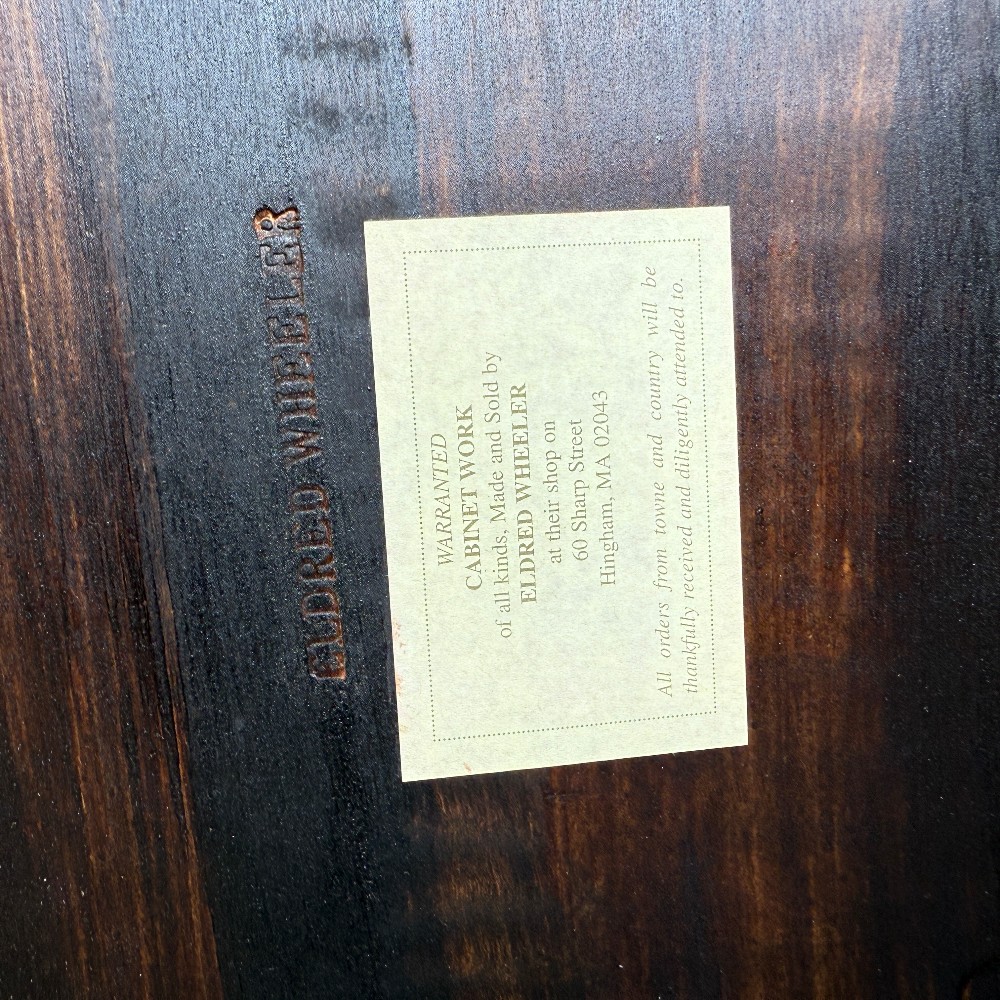 ELDRED WHEELER
WARRANTED
CABINET WORK
of all kinds, Made and Sold by
ELDRED WHEELER
at their shop on
60 Sharp Street
Hingham, MA 02043
All orders from towne and country will be
thankfully received and diligently attended to.